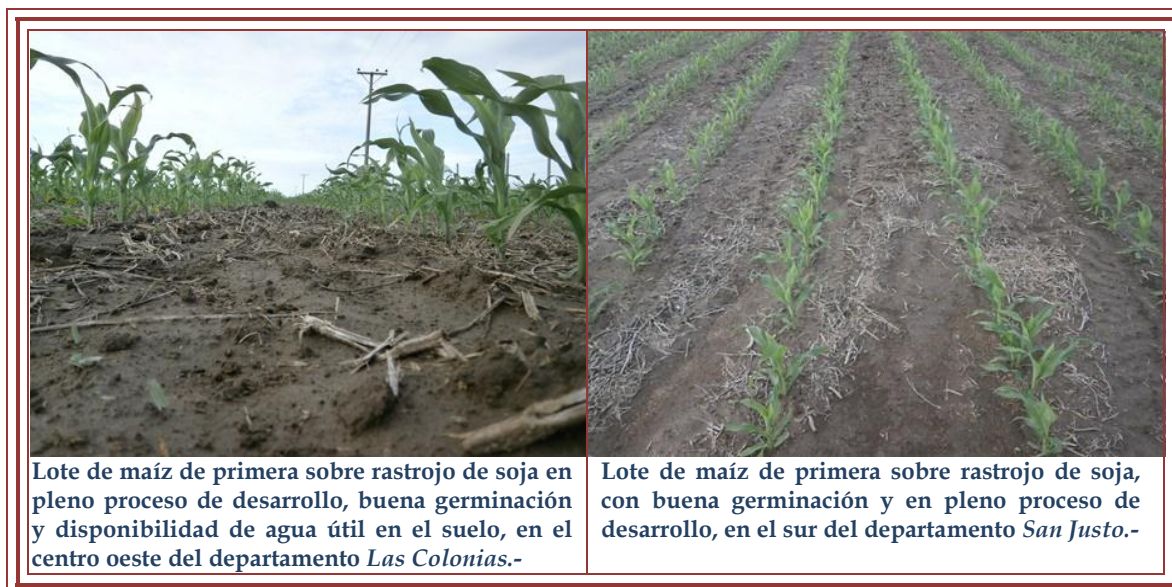 Lote de maíz de primera sobre rastrojo de soja en
pleno proceso de desarrollo, buena germinación
y disponibilidad de agua útil en el suelo, en el
centro oeste del departamento Las Colonias.-
Lote de maíz de primera sobre rastrojo de soja,
con buena germinación y en pleno proceso de
desarrollo, en el sur del departamento San Justo.-